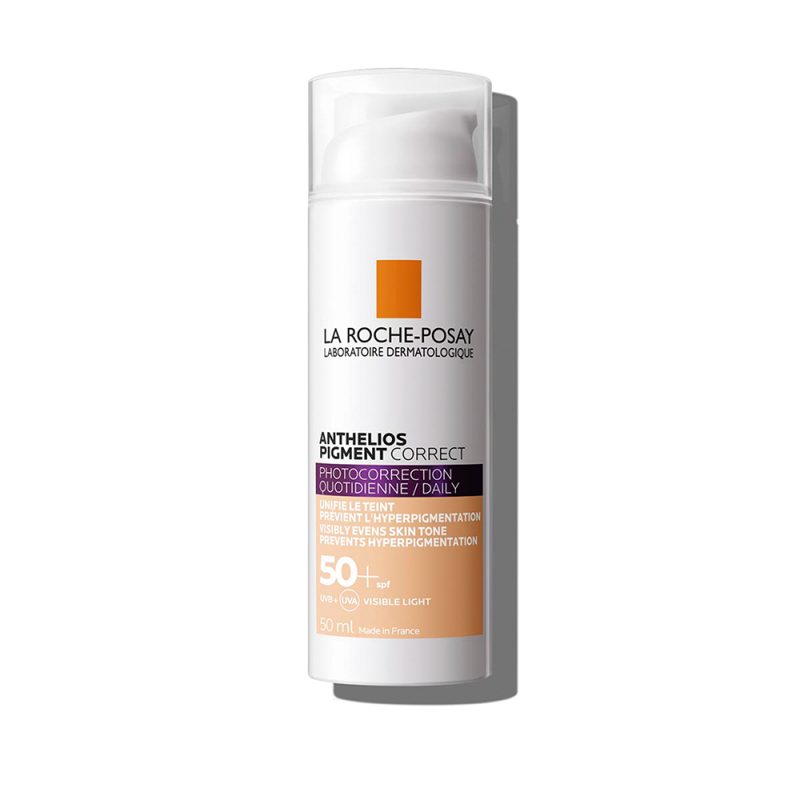 LA ROCHE-POSAY
LABORATOIRE DERMATOLOGIQUE
ANTHELIOS
PIGMENT CORRECT
PHOTOCORRECTION
QUOTIDIENNE / DAILY
UNIFIE LE TEINT
PRÉVIENT L'HYPERPIGMENTATION
VISIBLY EVENS SKIN TONE
PREVENTS HYPERPIGMENTATION
50+ spf
UVB + UVA VISIBLE LIGHT
50 ml Made in France